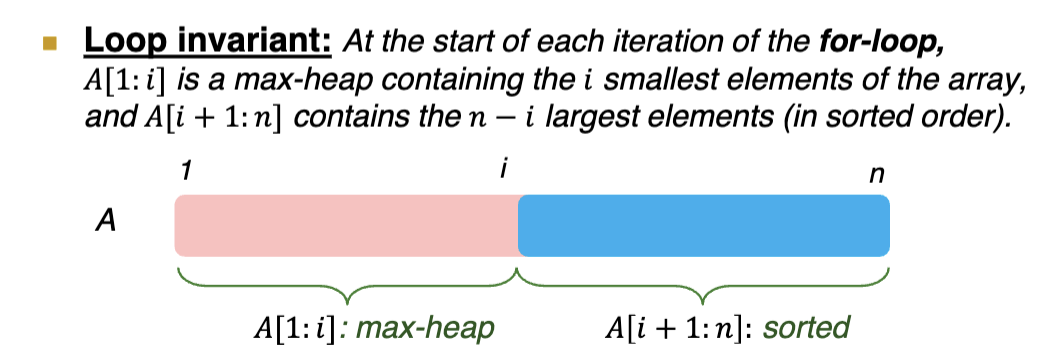 Loop invariant: At the start of each iteration of the for-loop,
A[1:i] is a max-heap containing the i smallest elements of the array,
and A[i + 1:n] contains the n − i largest elements (in sorted order).
1 i n
A
A[1:i]: max-heap A[i + 1:n]: sorted